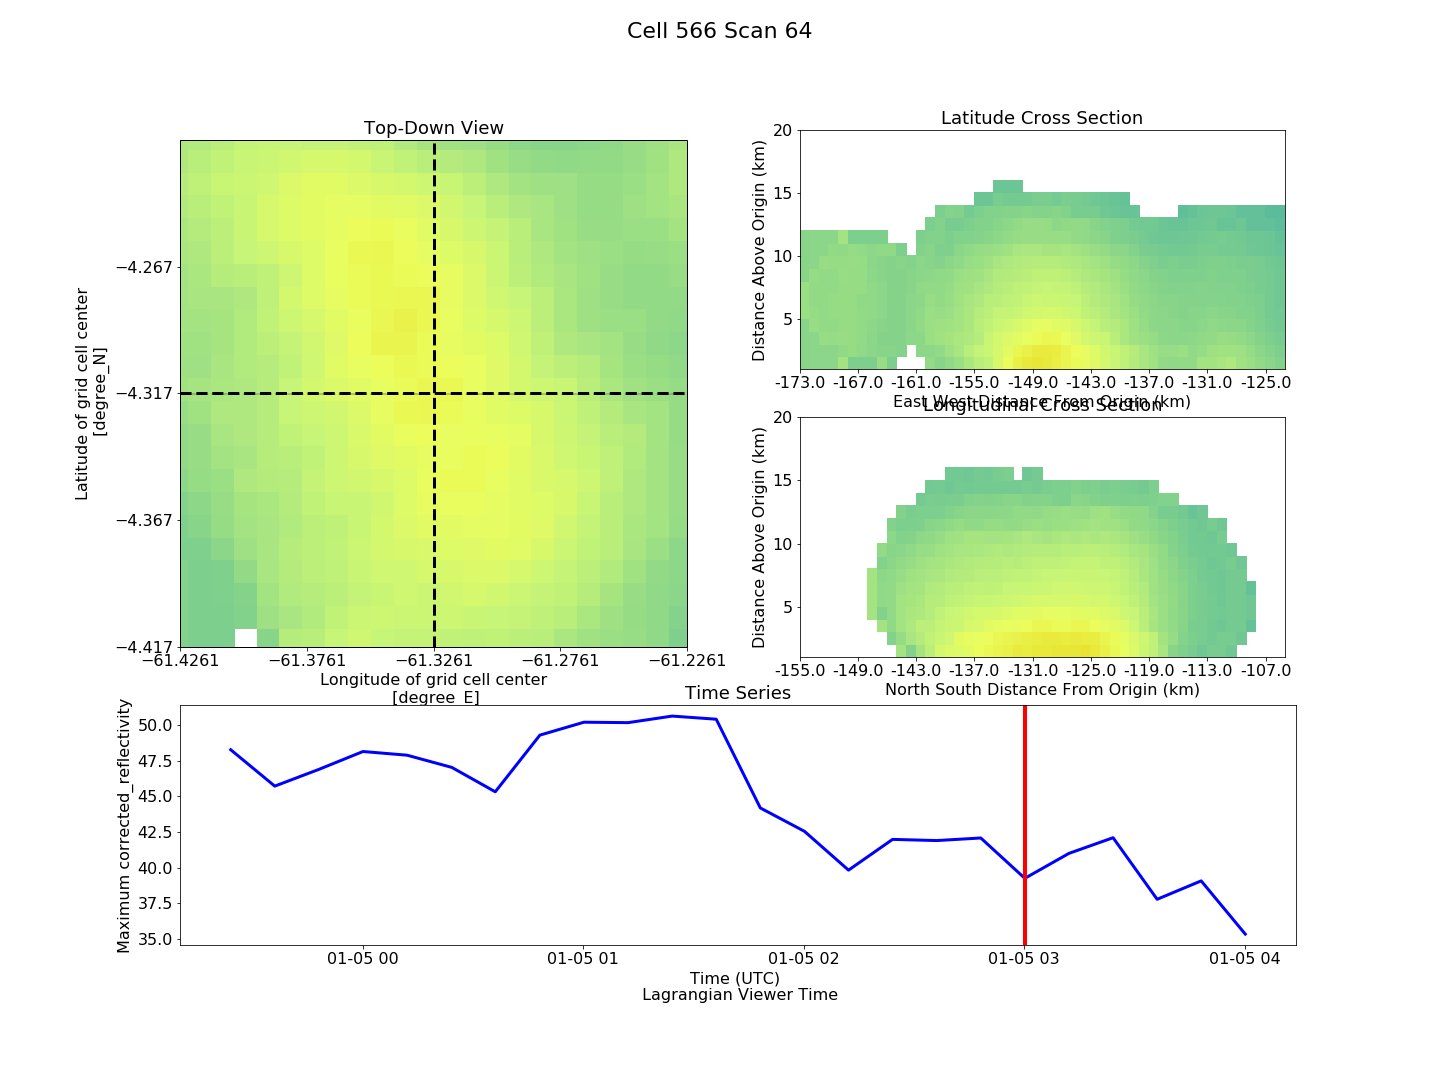 Cell 566 Scan 64
Top-Down View
−4.267
−4.317
−4.367
−4.417
Latitude of grid cell center
[degree_N]
−61.4261
−61.3761
−61.3261
−61.2761
−61.2261
Longitude of grid cell center
[degree_E]
Latitude Cross Section
20
15
10
5
Distance Above Origin (km)
-173.0
-167.0
-161.0
-155.0
-149.0
-143.0
-137.0
-131.0
-125.0
East West Distance From Origin (km)
Longitudinal Cross Section
20
15
10
5
Distance Above Origin (km)
-155.0
-149.0
-143.0
-137.0
-131.0
-125.0
-119.0
-113.0
-107.0
North South Distance From Origin (km)
Time Series
50.0
47.5
45.0
42.5
40.0
37.5
35.0
Maximum corrected_reflectivity
01-05 00
01-05 01
01-05 02
01-05 03
01-05 04
Time (UTC)
Lagrangian Viewer Time